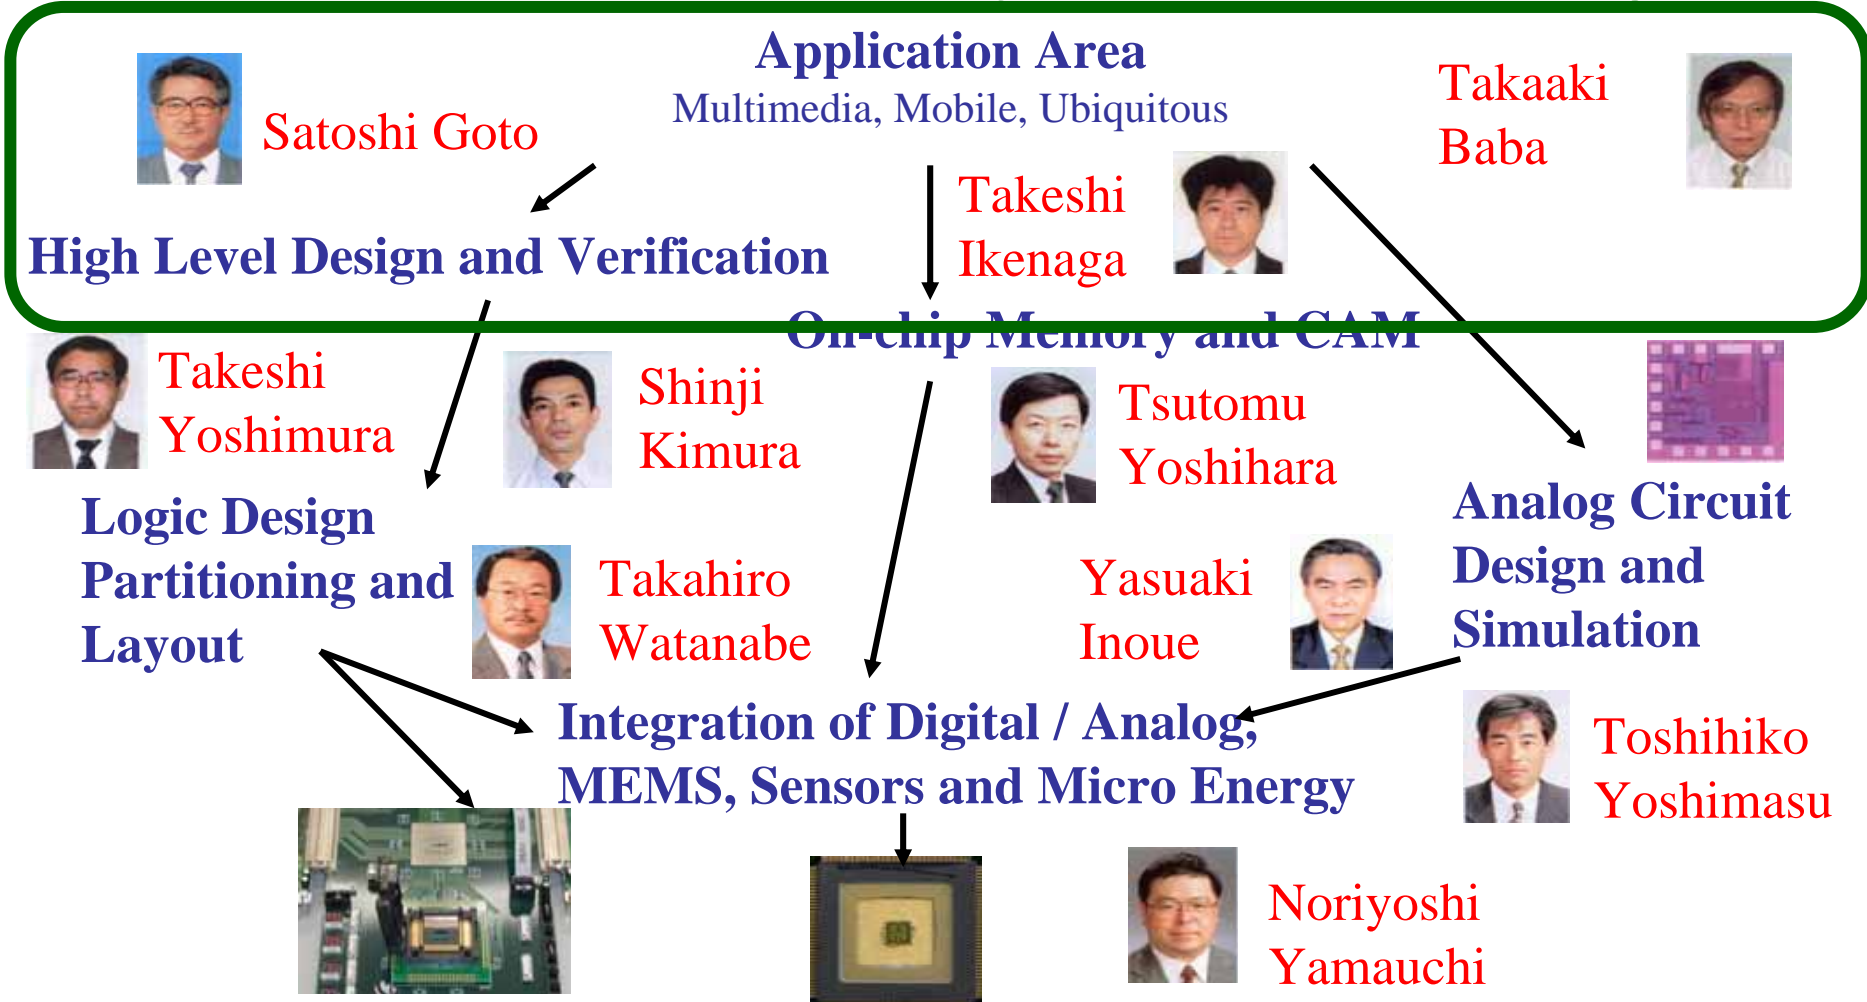 Application Area
Multimedia, Mobile, Ubiquitous
Satoshi Goto
Takaaki
Baba
Takeshi
Ikenaga
High Level Design and Verification
On-chip Memory and CAM
Takeshi
Yoshimura
Shinji
Kimura
Tsutomu
Yoshihara
Logic Design
Partitioning and
Layout
Takahiro
Watanabe
Yasuaki
Inoue
Analog Circuit
Design and
Simulation
Integration of Digital / Analog,
MEMS, Sensors and Micro Energy
Toshihiko
Yoshimasu
Noriyoshi
Yamauchi